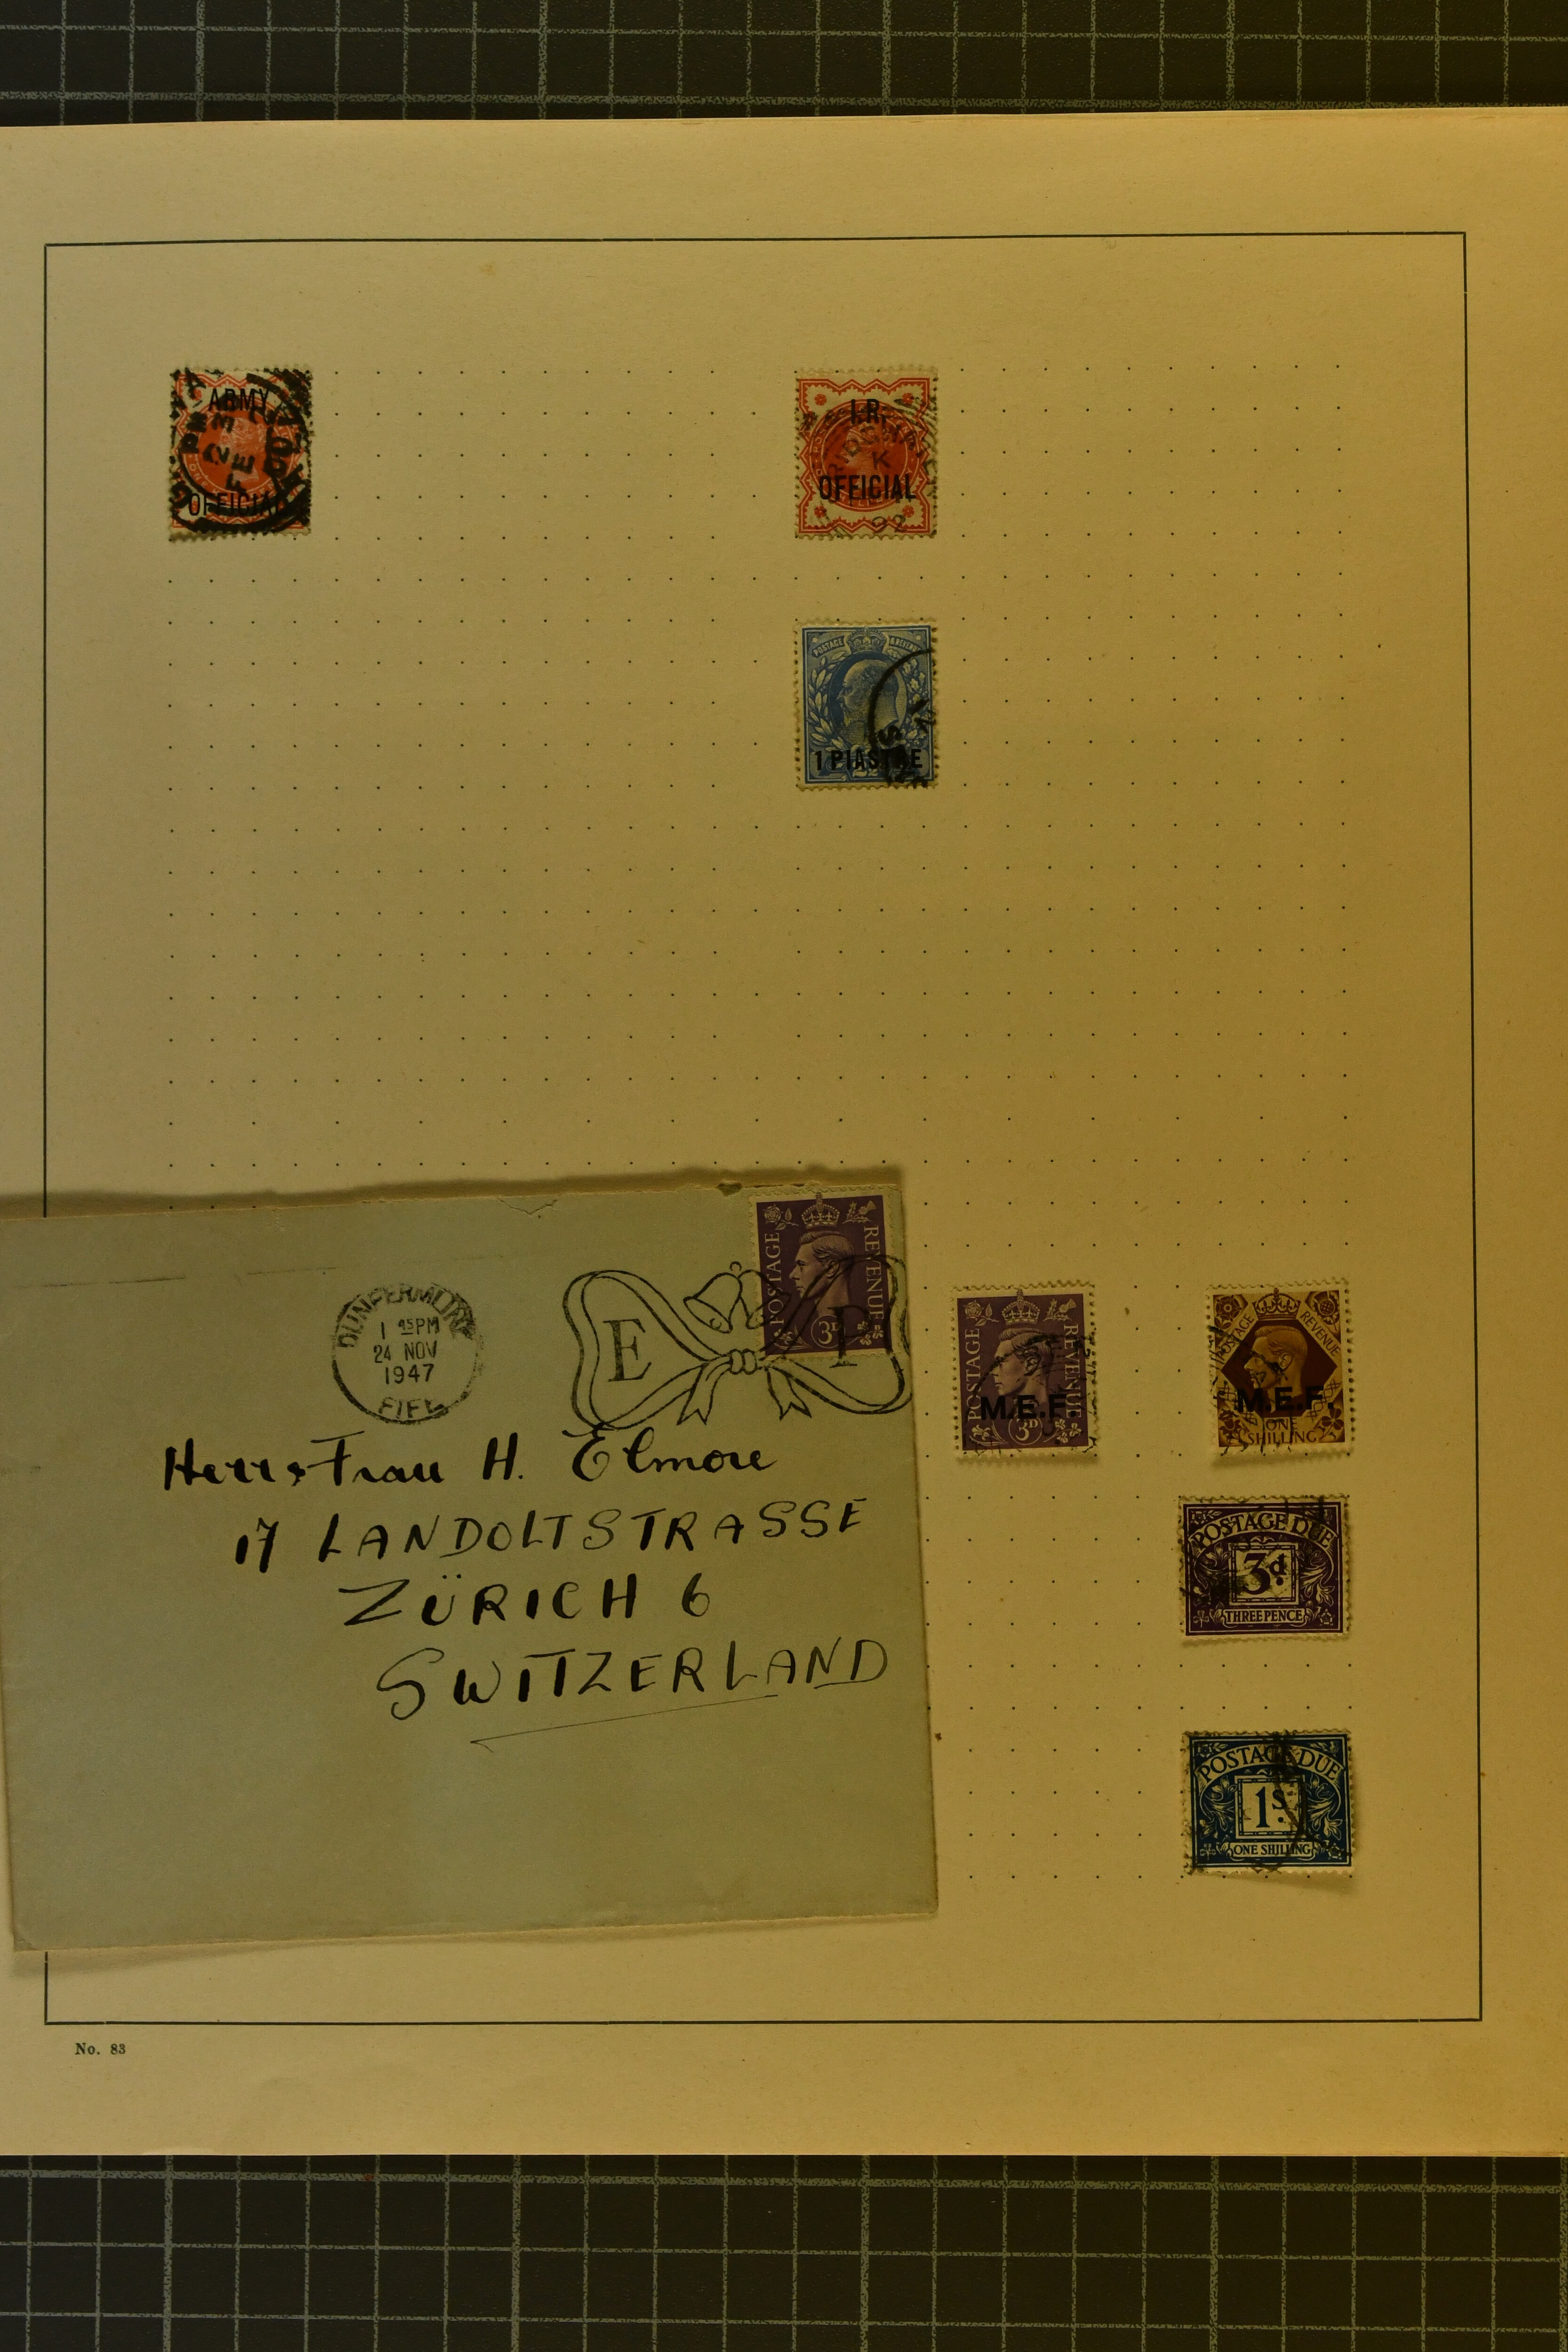 ARMY
OFFICIAL
I.R.
OFFICIAL
K
92
POSTAGE
1 PIASTRE
POSTAGE
REVENUE
3D
DUNFERMLINE
1 45PM
24 NOV
1947
FIFE
E
P
Herr & Frau H. Elmore
17 LANDOLTSTRASSE
ZÜRICH 6
SWITZERLAND
POSTAGE
REVENUE
M.E.F.
3D
POSTAGE
REVENUE
M.E.F.
ONE
SHILLING
POSTAGE DUE
3d.
THREE PENCE
POSTAGE DUE
1s.
ONE SHILLING
No. 83